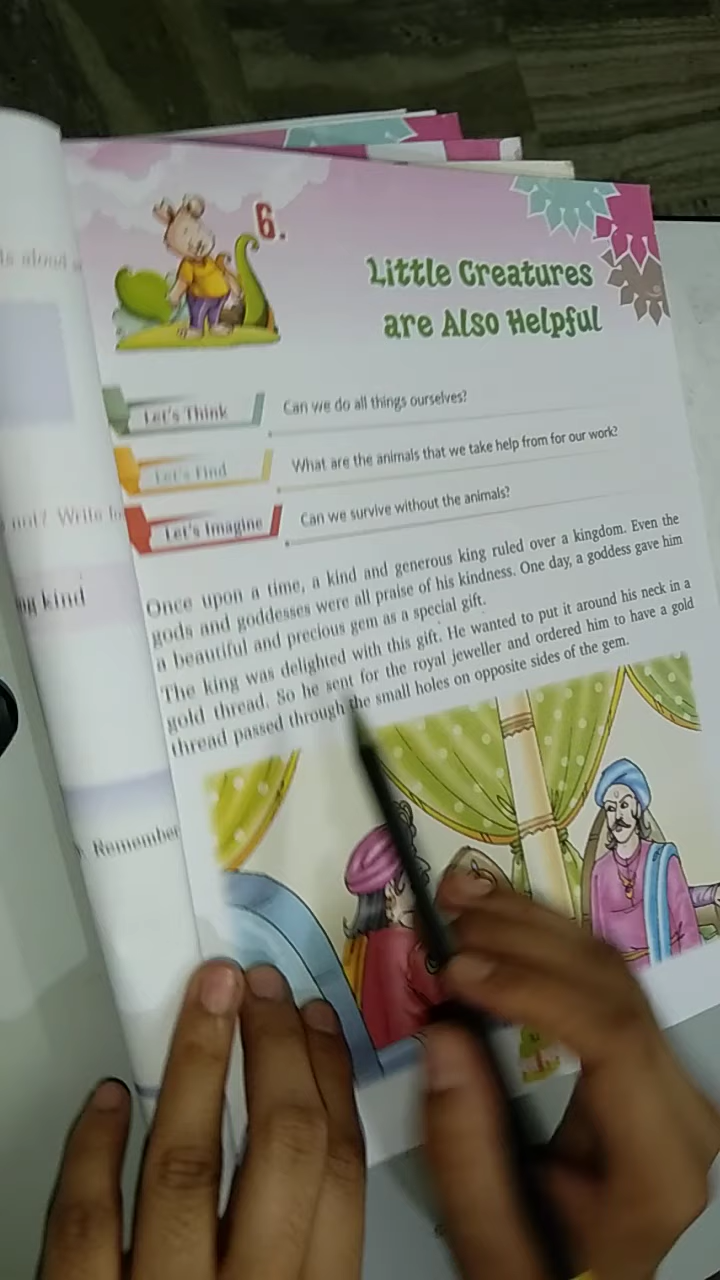 6.
Little Creatures
are Also Helpful
Let's Think
Can we do all things ourselves?
Let's Find
What are the animals that we take help from for our work?
Let's Imagine
Can we survive without the animals?
Once upon a time, a kind and generous king ruled over a kingdom. Even the
gods and goddesses were all praise of his kindness. One day, a goddess gave him
a beautiful and precious gem as a special gift.
The king was delighted with this gift. He wanted to put it around his neck in a
gold thread. So he sent for the royal jeweller and ordered him to have a gold
thread passed through the small holes on opposite sides of the gem.
not? Write
kind
Remember